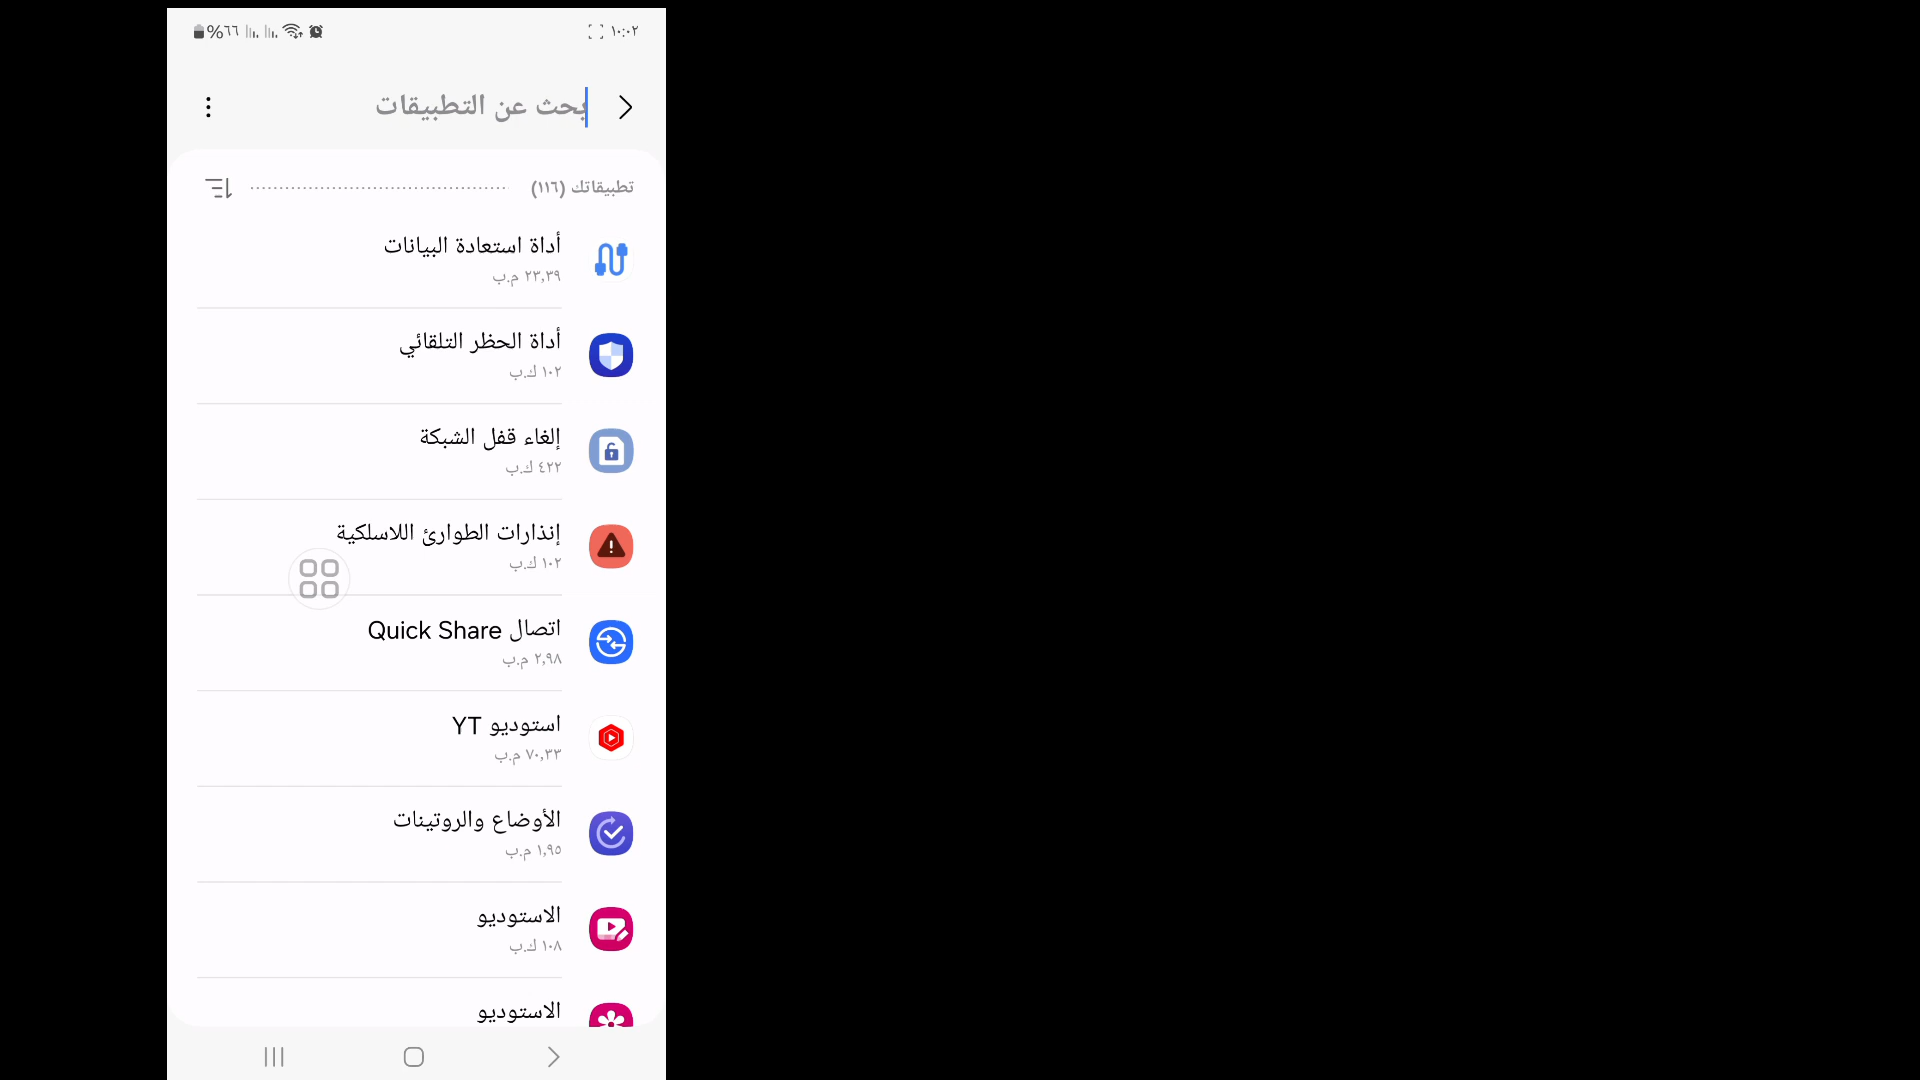 ١٠:٠٢
%٦٦
بحث عن التطبيقات
تطبيقاتك (١١٦)
أداة استعادة البيانات
٢٣,٣٩ م.ب
أداة الحظر التلقائي
١٠٢ ك.ب
إلغاء قفل الشبكة
٤٢٢ ك.ب
إنذارات الطوارئ اللاسلكية
١٠٢ ك.ب
اتصال Quick Share
٢,٩٨ م.ب
استوديو YT
٧٠,٣٣ م.ب
الأوضاع والروتينات
١,٩٥ م.ب
الاستوديو
١٠٨ ك.ب
الاستوديو